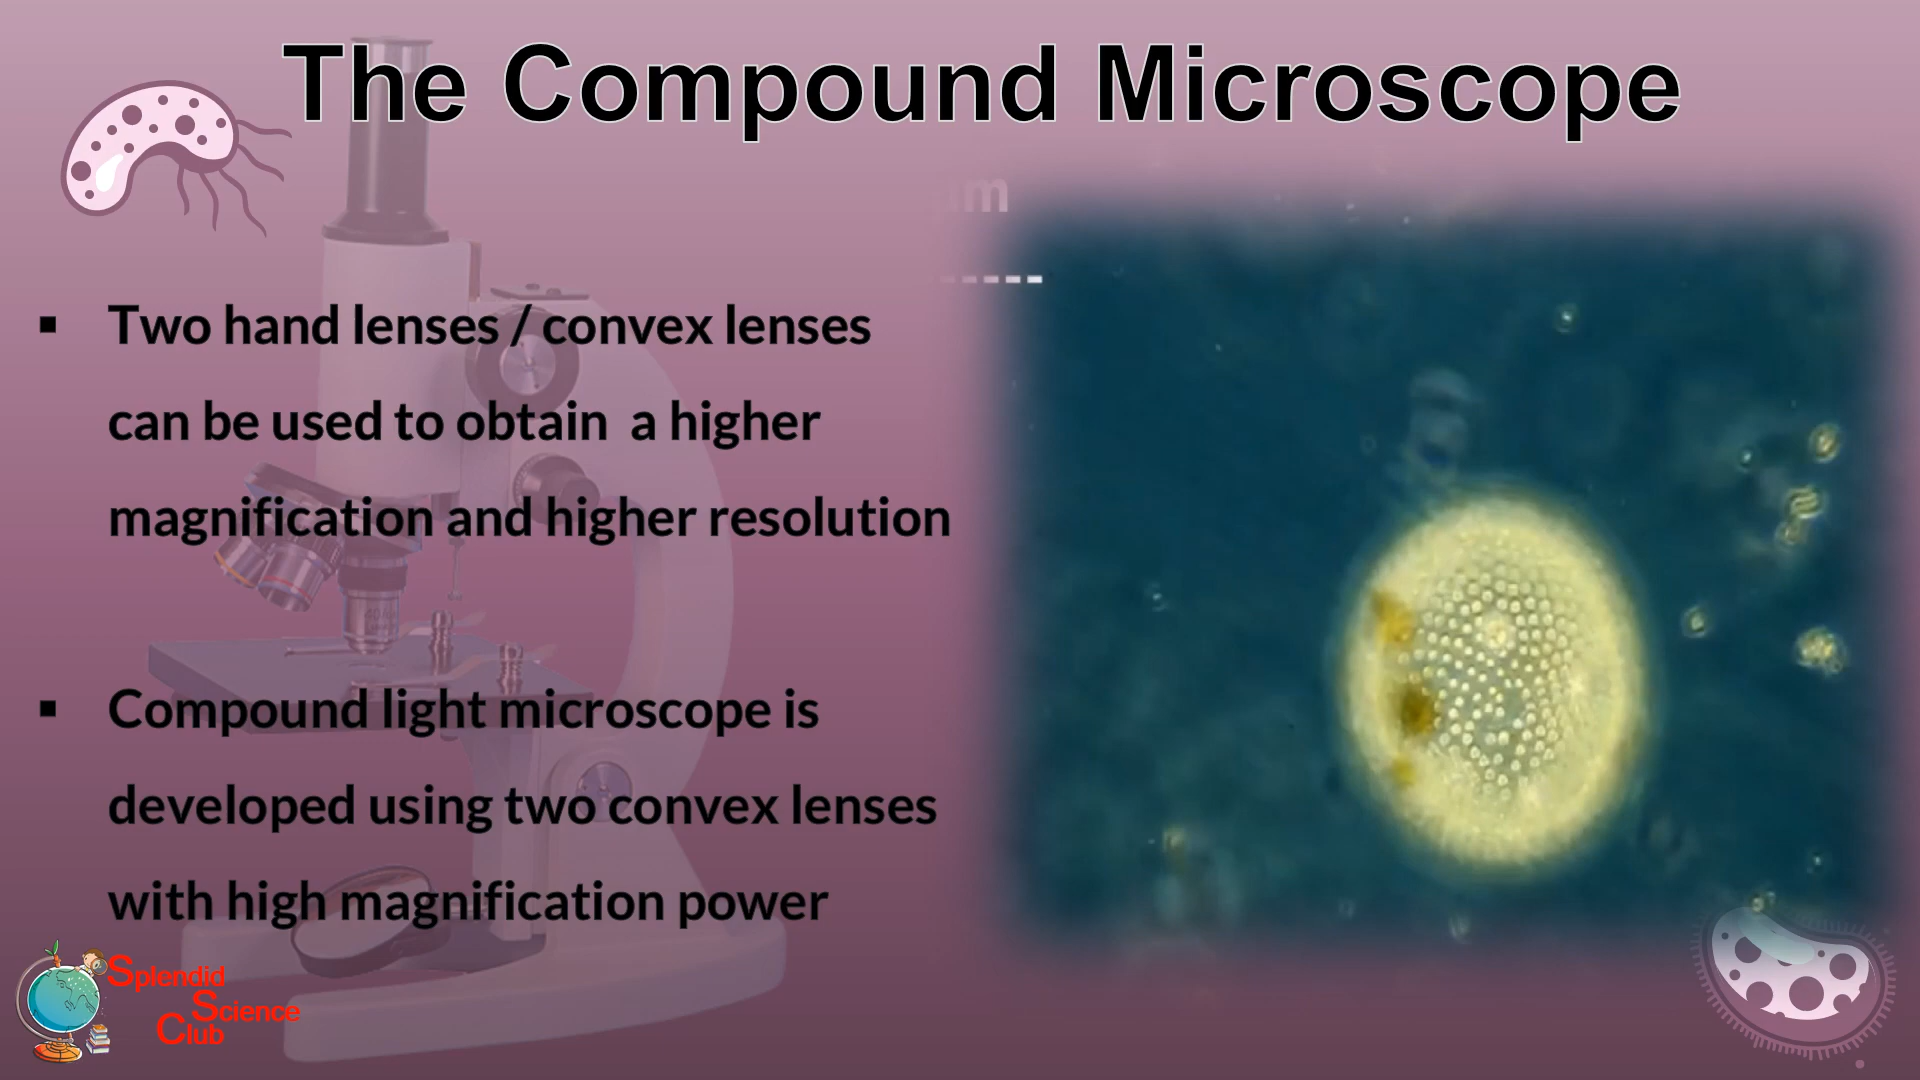 The Compound Microscope
▪ Two hand lenses / convex lenses
can be used to obtain a higher
magnification and higher resolution
▪ Compound light microscope is
developed using two convex lenses
with high magnification power
Splendid
Science
Club